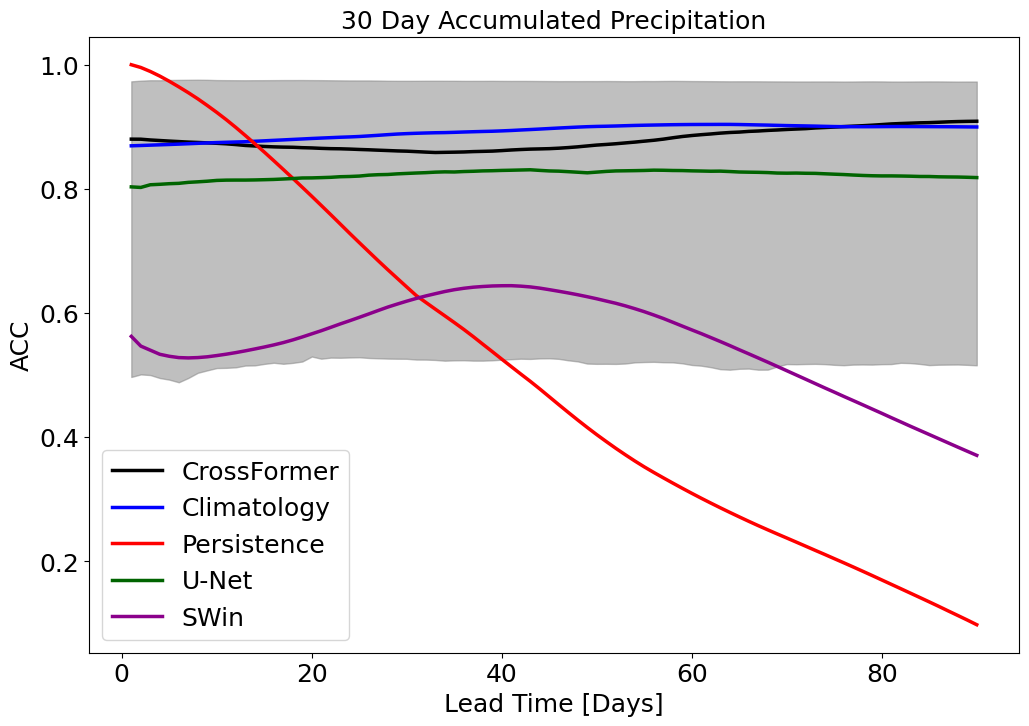 30 Day Accumulated Precipitation
1.0
0.8
0.6
0.4
0.2
ACC
CrossFormer
Climatology
Persistence
U-Net
SWin
0 20 40 60 80
Lead Time [Days]